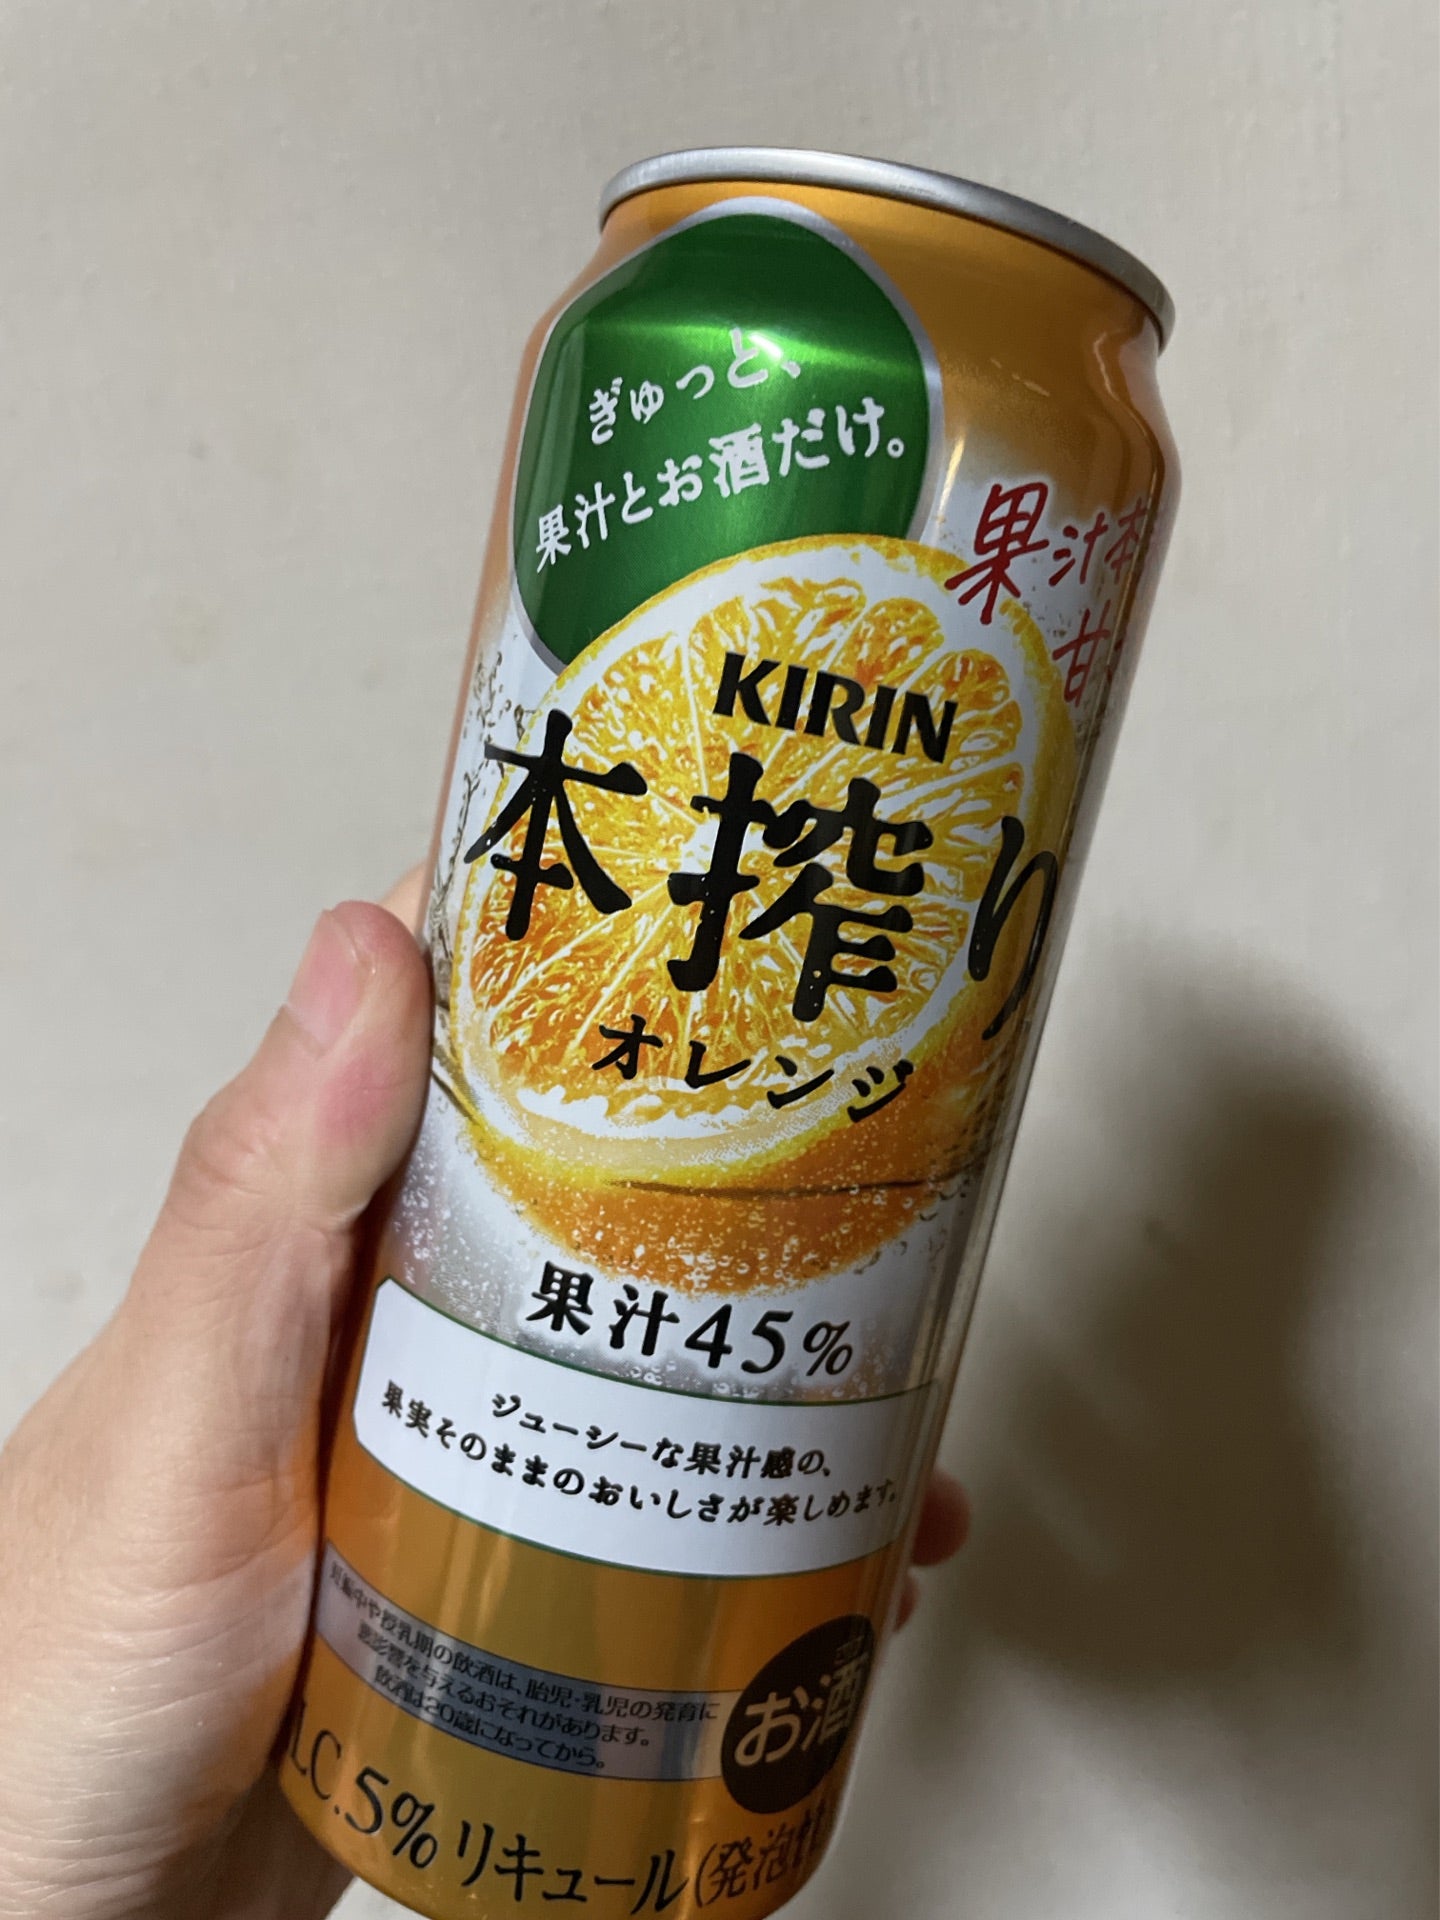 ぎゅっと、
果汁とお酒だけ。
果汁本
甘
KIRIN
本搾り
オレンジ
果汁45%
ジューシーな果汁感の、
果実そのままのおいしさが楽しめます。
妊娠中や授乳期の飲酒は、胎児・乳児の発育に
悪影響を与えるおそれがあります。
飲酒は20歳になってから。
お酒
LC.5% リキュール(発泡性